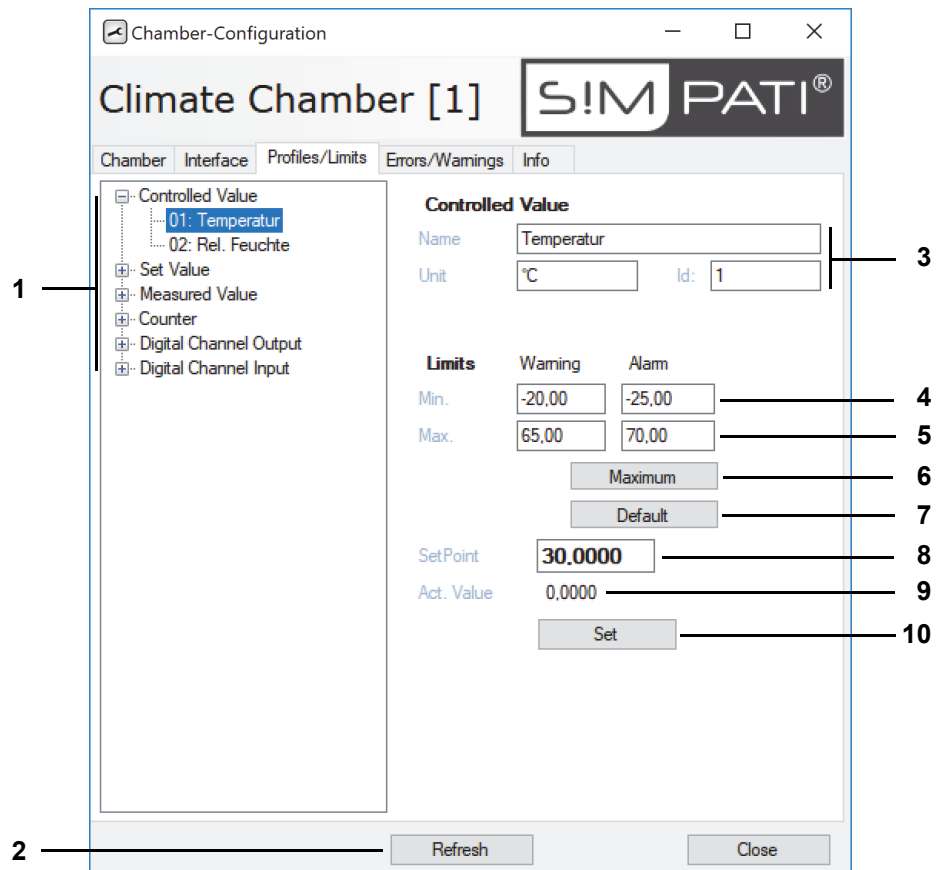 Chamber-Configuration
Climate Chamber [1]
S!MPATI®
Chamber Interface Profiles/Limits Errors/Warnings Info
1
Controlled Value
01: Temperatur
02: Rel. Feuchte
Set Value
Measured Value
Counter
Digital Channel Output
Digital Channel Input
Controlled Value
Name Temperatur
Unit °C Id: 1
3
Limits Warning Alarm
Min. -20,00 -25,00 4
Max. 65,00 70,00 5
Maximum 6
Default 7
SetPoint 30,0000 8
Act. Value 0,0000 9
Set 10
2 Refresh Close